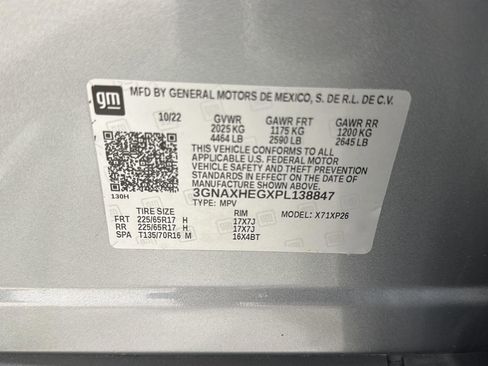 gm
MFD BY GENERAL MOTORS DE MEXICO, S. DE R.L. DE C.V.
10/22 GVWR GAWR FRT GAWR RR
2025 KG 1175 KG 1200 KG
4464 LB 2590 LB 2645 LB
THIS VEHICLE CONFORMS TO ALL
APPLICABLE U.S. FEDERAL MOTOR
VEHICLE SAFETY AND THEFT PREVENTION
STANDARDS IN EFFECT ON THE DATE OF
MANUFACTURE SHOWN ABOVE.
3GNAXHEGXPL138847
130H TYPE: MPV
TIRE SIZE RIM MODEL: X71XP26
FRT 225/65R17 H 17X7J
RR 225/65R17 H 17X7J
SPA T135/70R16 M 16X4BT